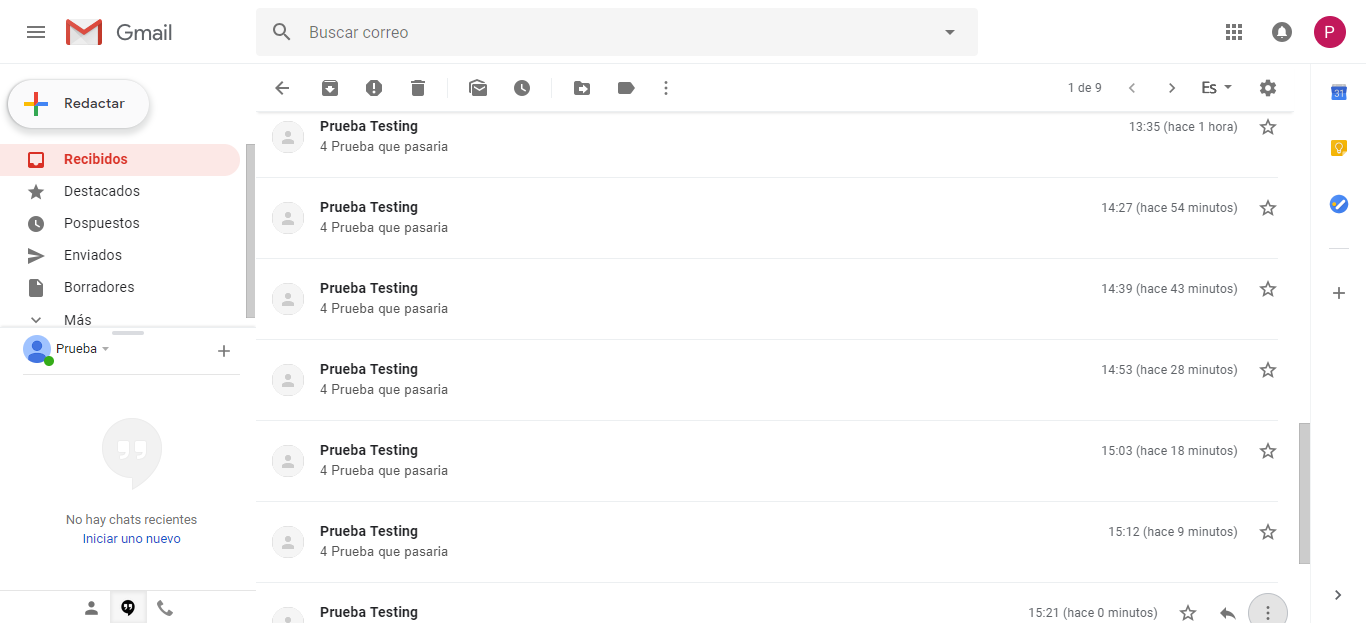 Gmail
Buscar correo
P
Redactar
1 de 9
Es
31
Recibidos
Destacados
Pospuestos
Enviados
Borradores
Más
Prueba
No hay chats recientes
Iniciar uno nuevo
Prueba Testing
13:35 (hace 1 hora)
4 Prueba que pasaria
Prueba Testing
14:27 (hace 54 minutos)
4 Prueba que pasaria
Prueba Testing
14:39 (hace 43 minutos)
4 Prueba que pasaria
Prueba Testing
14:53 (hace 28 minutos)
4 Prueba que pasaria
Prueba Testing
15:03 (hace 18 minutos)
4 Prueba que pasaria
Prueba Testing
15:12 (hace 9 minutos)
4 Prueba que pasaria
Prueba Testing
15:21 (hace 0 minutos)